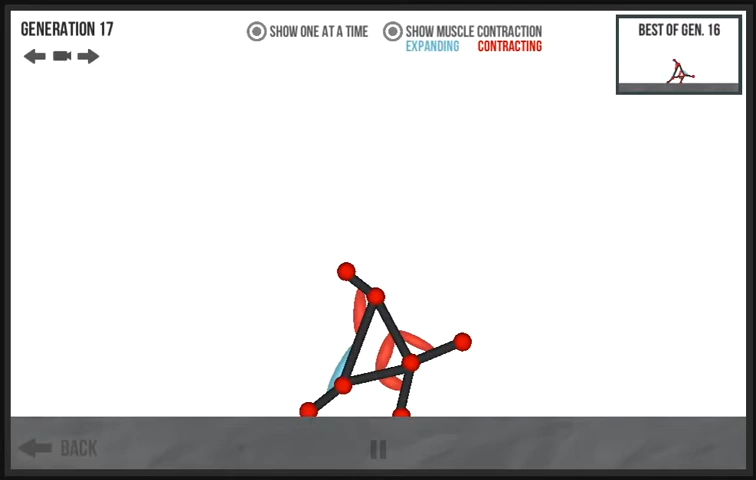 GENERATION 17
SHOW ONE AT A TIME
SHOW MUSCLE CONTRACTION
EXPANDING CONTRACTING
BEST OF GEN. 16
BACK